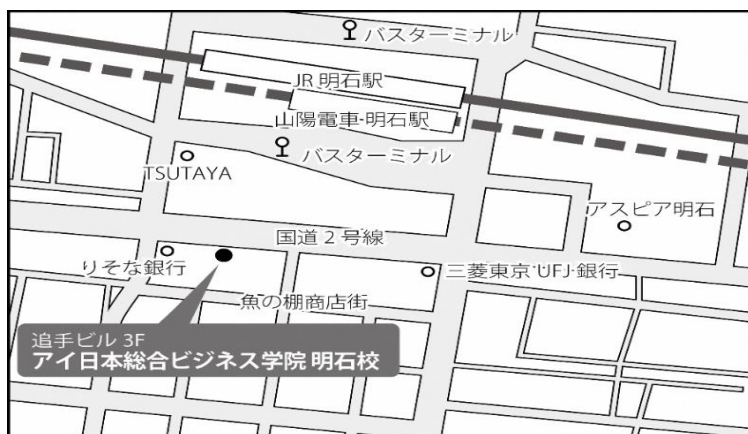 バスターミナル
JR 明石駅
山陽電車-明石駅
バスターミナル
TSUTAYA
アスピア明石
国道２号線
りそな銀行
三菱東京 UFJ 銀行
魚の棚商店街
追手ビル 3F
アイ日本総合ビジネス学院 明石校